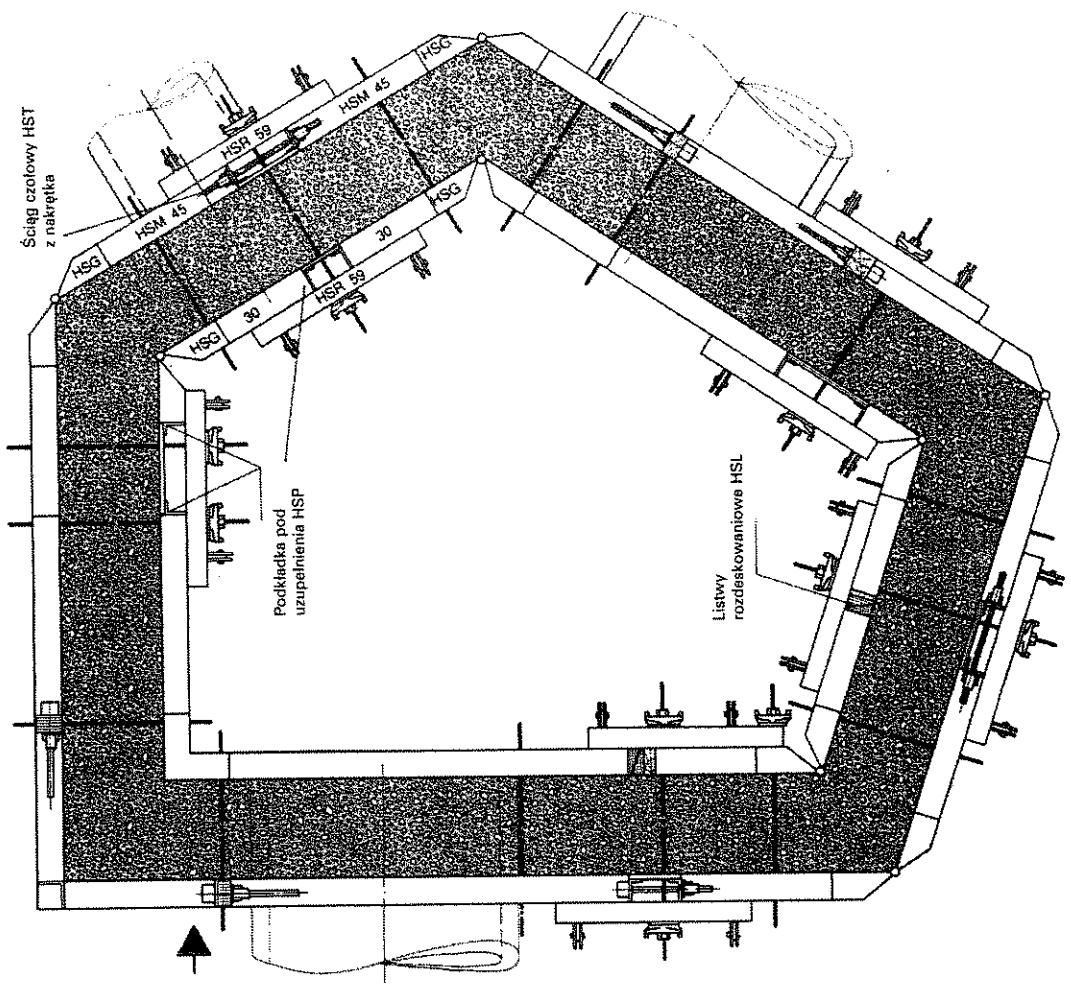 Ściąg czołowy HST
z nakrętka
HSG
HSM 45
HSR 59
HSM 45
HSG
HSG
30
HSR 59
30
HSG
Podkładka pod
uzupełnienia HSP
Listwy
rozdeskowaniowe HSL